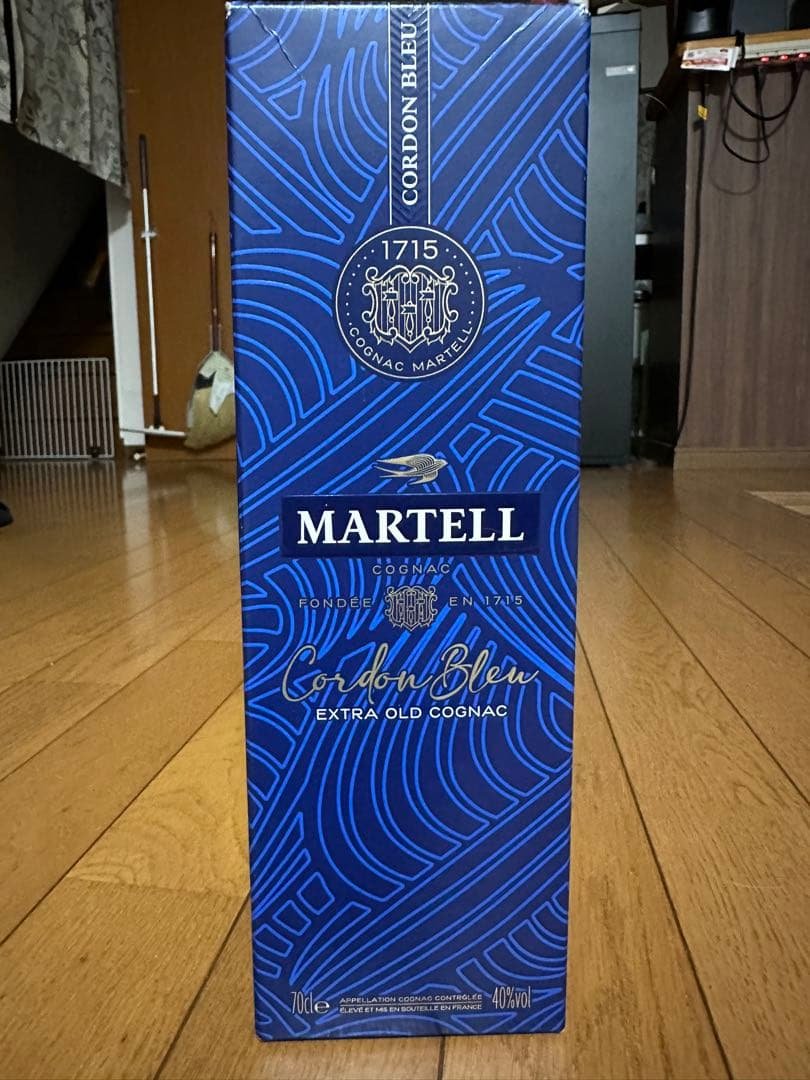 CORDON BLEU
1715
COGNAC MARTELL
MARTELL
COGNAC
FONDÉE EN 1715
Cordon Bleu
EXTRA OLD COGNAC
70cl e APPELLATION COGNAC CONTRÔLÉE 40%vol
ÉLEVÉ ET MIS EN BOUTEILLE EN FRANCE